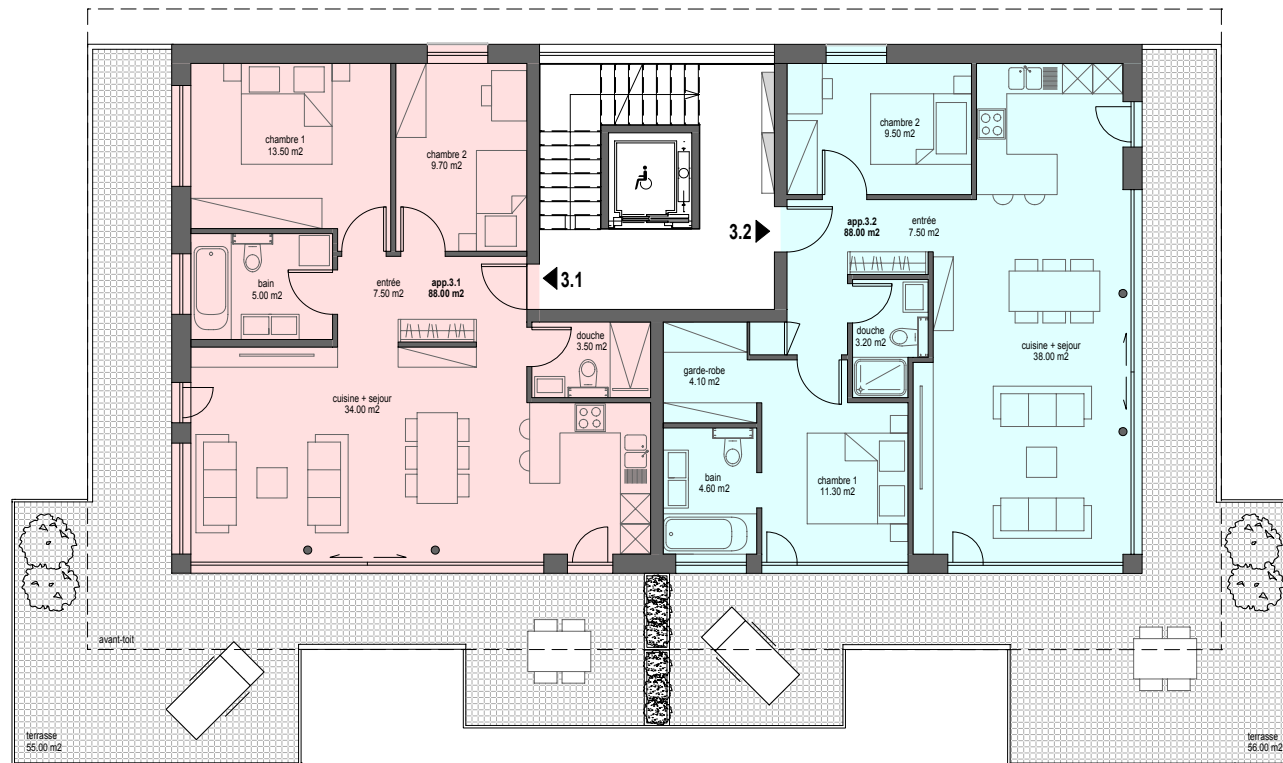 chambre 1
13.50 m2
chambre 2
9.70 m2
chambre 2
9.50 m2
3.2
app.3.2
88.00 m2
entrée
7.50 m2
bain
5.00 m2
entrée
7.50 m2
app.3.1
88.00 m2
3.1
douche
3.50 m2
douche
3.20 m2
cuisine + sejour
38.00 m2
garde-robe
4.10 m2
cuisine + sejour
34.00 m2
bain
4.60 m2
chambre 1
11.30 m2
avant-toit
terrasse
55.00 m2
terrasse
56.00 m2